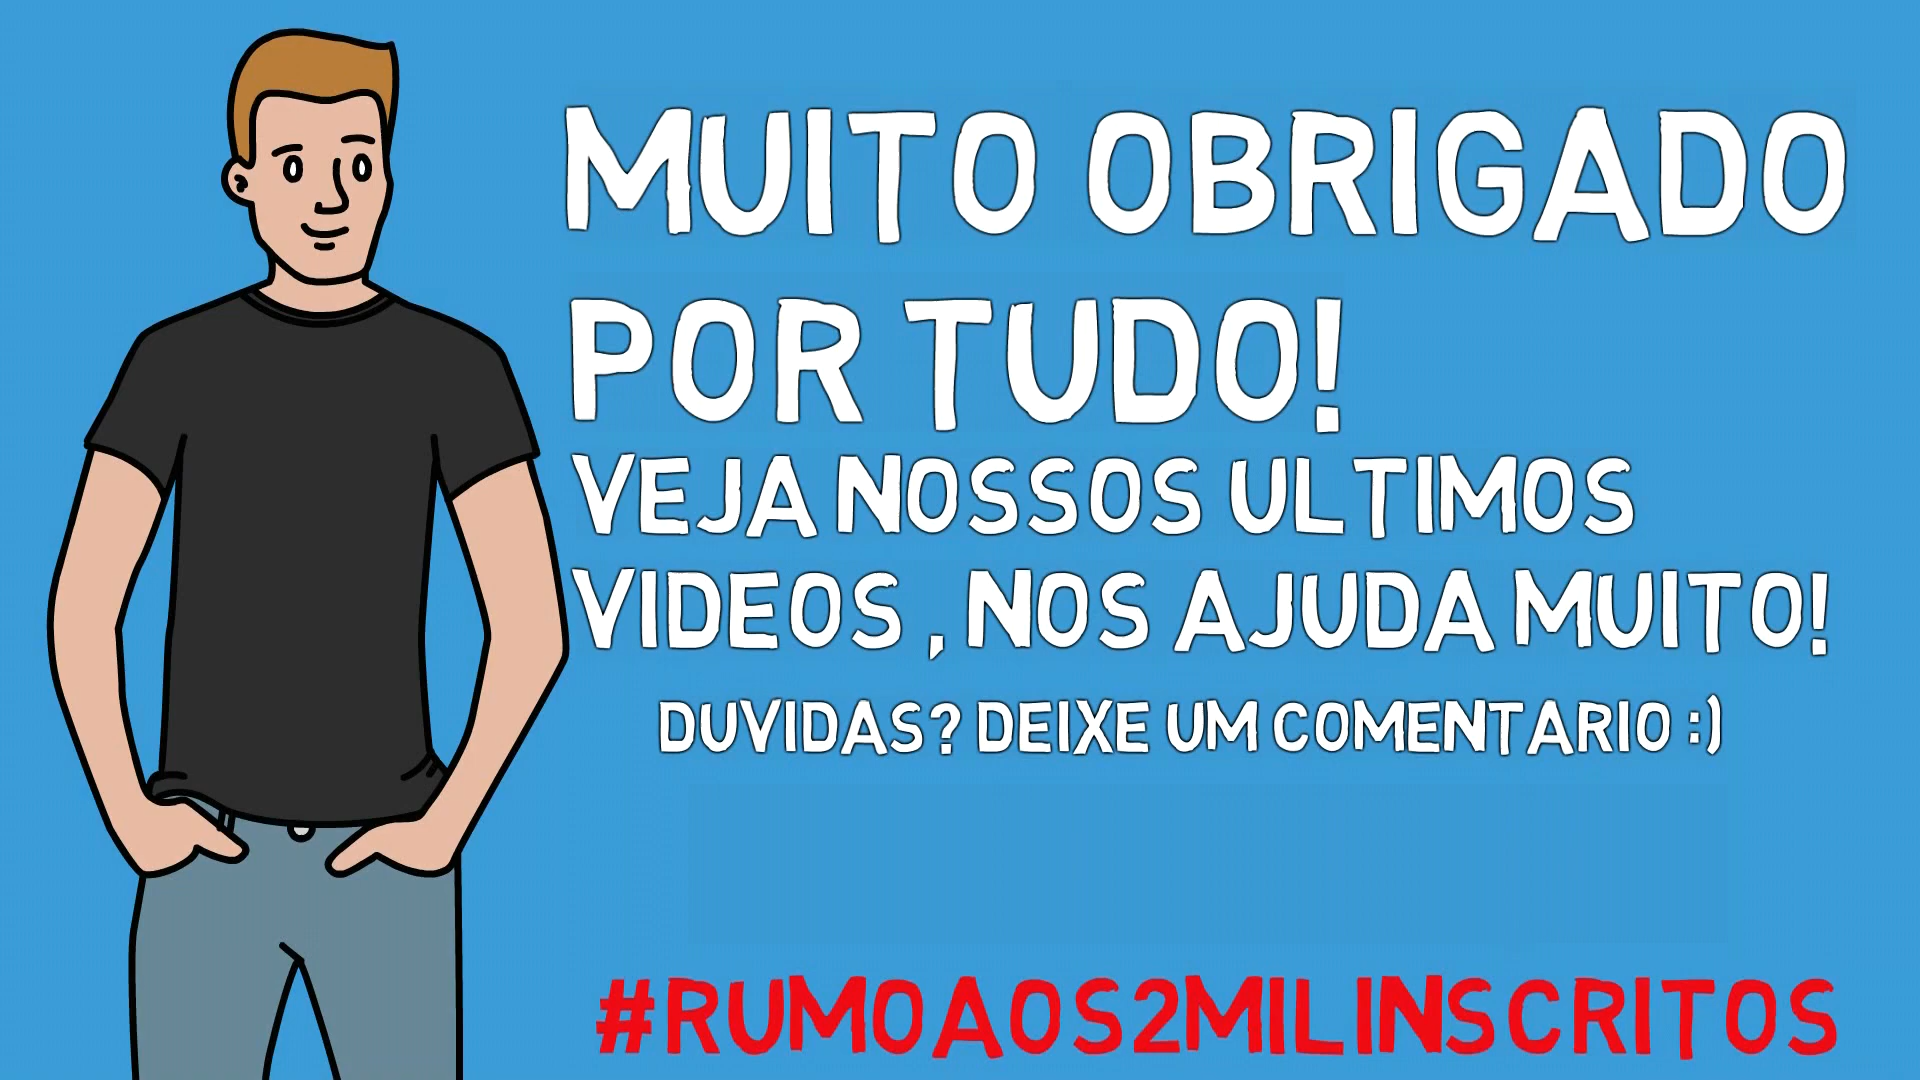 MUITO OBRIGADO
POR TUDO!
VEJA NOSSOS ULTIMOS
VIDEOS , NOS AJUDA MUITO!
DUVIDAS? DEIXE UM COMENTARIO :)
#RUMOAOS2MILINSCRITOS